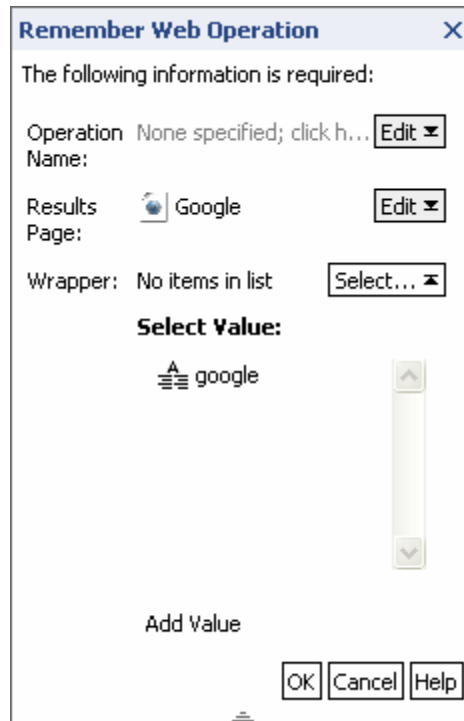 Remember Web Operation
The following information is required:
Operation Name: None specified; click h... Edit
Results Page: Google Edit
Wrapper: No items in list Select...
Select Value:
A google
Add Value
OK Cancel Help